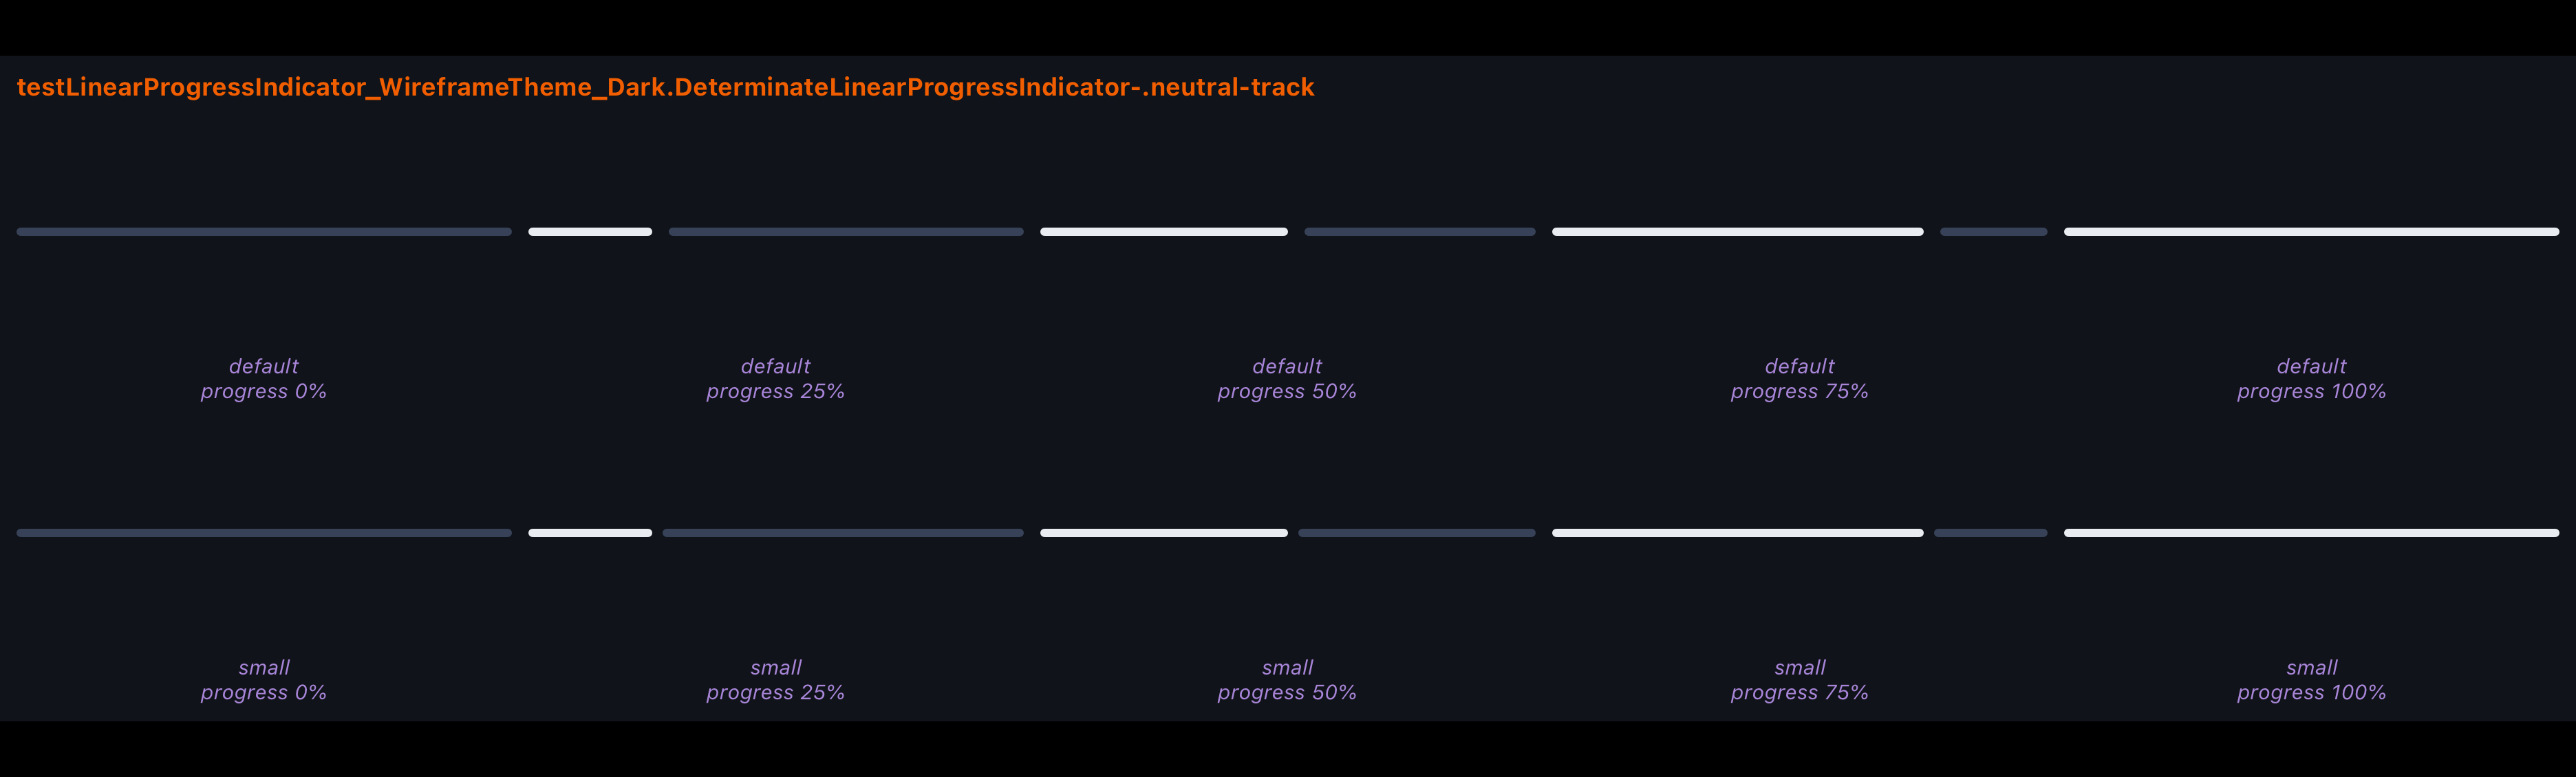 testLinearProgressIndicator_WireframeTheme_Dark.DeterminateLinearProgressIndicator-.neutral-track
default
progress 0%
default
progress 25%
default
progress 50%
default
progress 75%
default
progress 100%
small
progress 0%
small
progress 25%
small
progress 50%
small
progress 75%
small
progress 100%